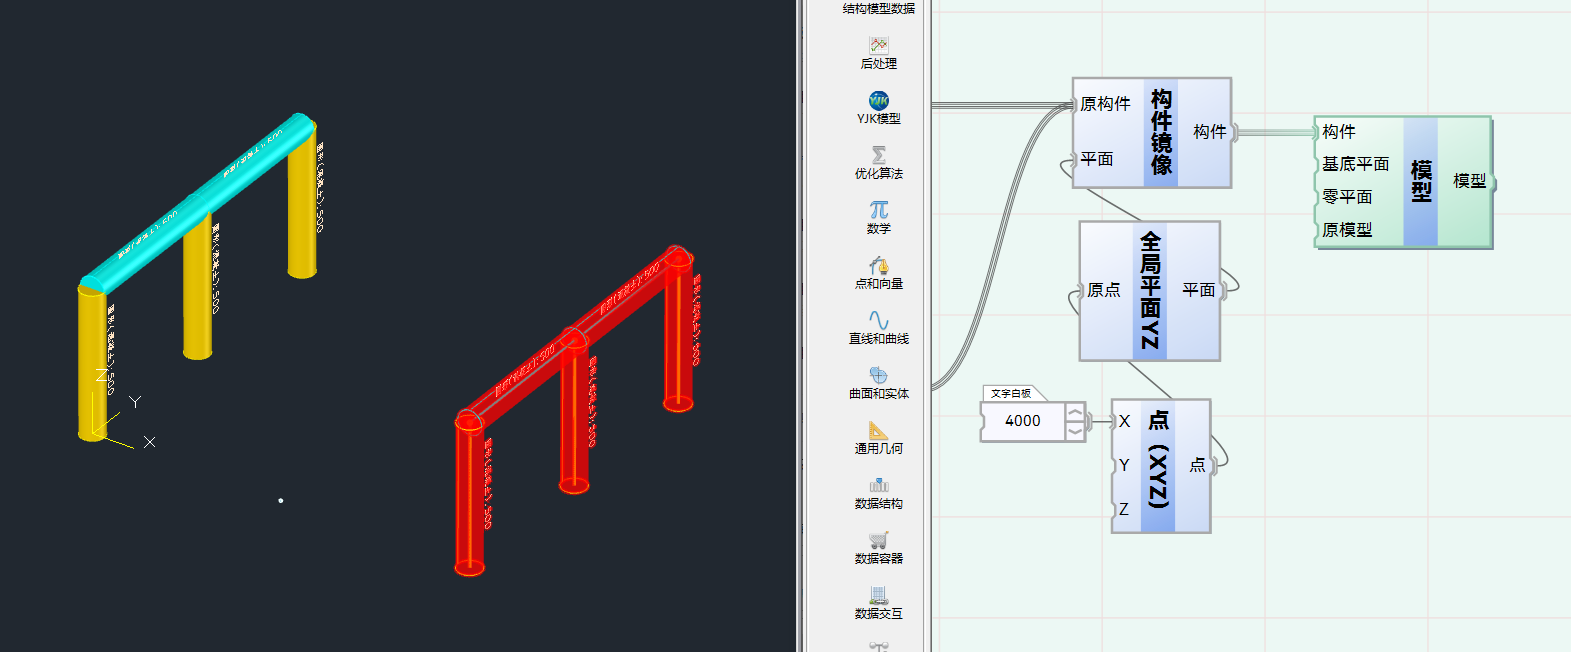 结构模型数据
后处理
YJK
YJK模型
Σ
优化算法
π
数学
点和向量
直线和曲线
曲面和实体
通用几何
数据结构
数据容器
数据交互
原构件
平面
构件镜像
构件
构件
基底平面
零平面
原模型
模型
模型
原点
全局平面YZ
平面
文字白板
4000
X
Y
Z
点（XYZ）
点
Z
Y
X